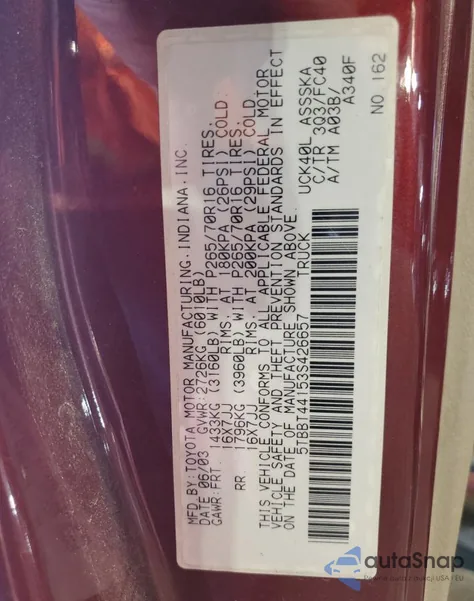 MFD.BY:TOYOTA MOTOR MANUFACTURING.INDIANA.INC.
DATE 06/03 GVWR:2726KG (6010LB)
GAWR:FRT. 1433KG (3160LB) WITH P265/70R16 TIRES.
16X7JJ RIMS. AT 180KPA (26PSI) COLD.
RR. 1796KG (3960LB) WITH P265/70R16 TIRES.
16X7JJ RIMS. AT 200KPA (29PSI) COLD.
THIS VEHICLE CONFORMS TO ALL APPLICABLE FEDERAL MOTOR
VEHICLE SAFETY AND THEFT PREVENTION STANDARDS IN EFFECT
ON THE DATE OF MANUFACTURE SHOWN ABOVE.
5TBBT44153S426657 TRUCK
UCK40L ASSSKA
C/TR 3Q3/FC40
A/TM A03B/
A340F
NO 162
autoSnap